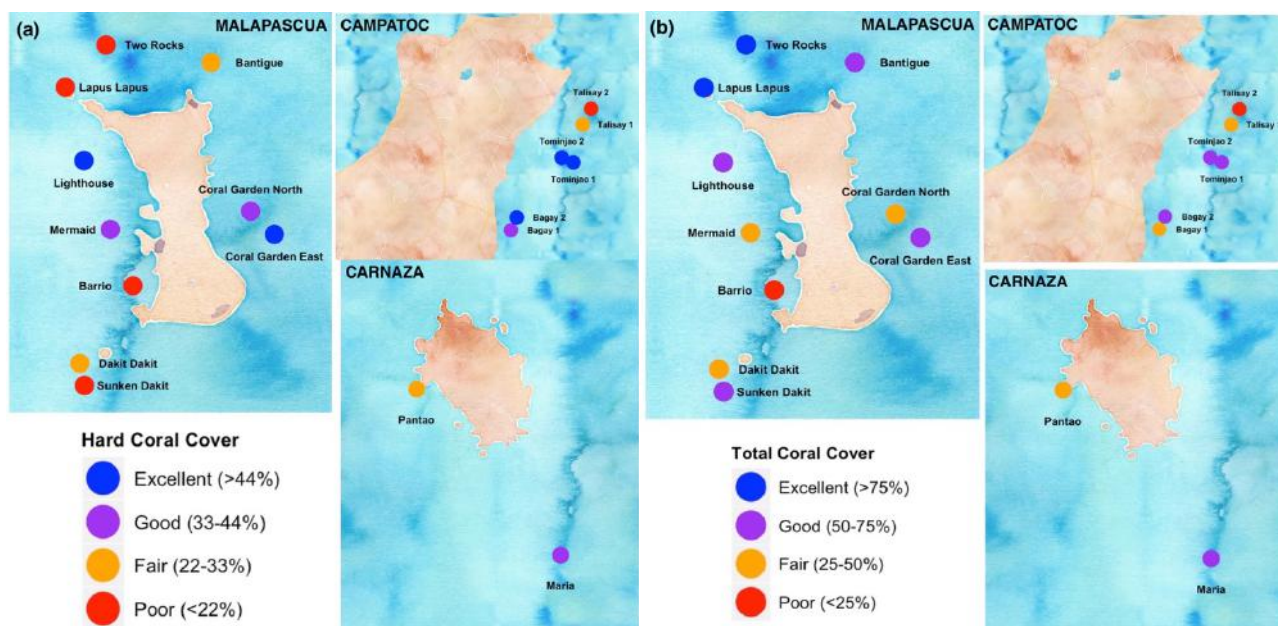 (a)
MALAPASCUA
Two Rocks
Bantigue
Lapus Lapus
Lighthouse
Coral Garden North
Mermaid
Coral Garden East
Barrio
Dakit Dakit
Sunken Dakit
Hard Coral Cover
Excellent (>44%)
Good (33-44%)
Fair (22-33%)
Poor (<22%)
CAMPATOC
Talisay 2
Talisay 1
Tominjao 2
Tominjao 1
Bagay 2
Bagay 1
CARNAZA
Pantao
Maria
(b)
MALAPASCUA
Two Rocks
Bantigue
Lapus Lapus
Lighthouse
Coral Garden North
Mermaid
Coral Garden East
Barrio
Dakit Dakit
Sunken Dakit
Total Coral Cover
Excellent (>75%)
Good (50-75%)
Fair (25-50%)
Poor (<25%)
CAMPATOC
Talisay 2
Talisay 1
Tominjao 2
Tominjao 1
Bagay 2
Bagay 1
CARNAZA
Pantao
Maria